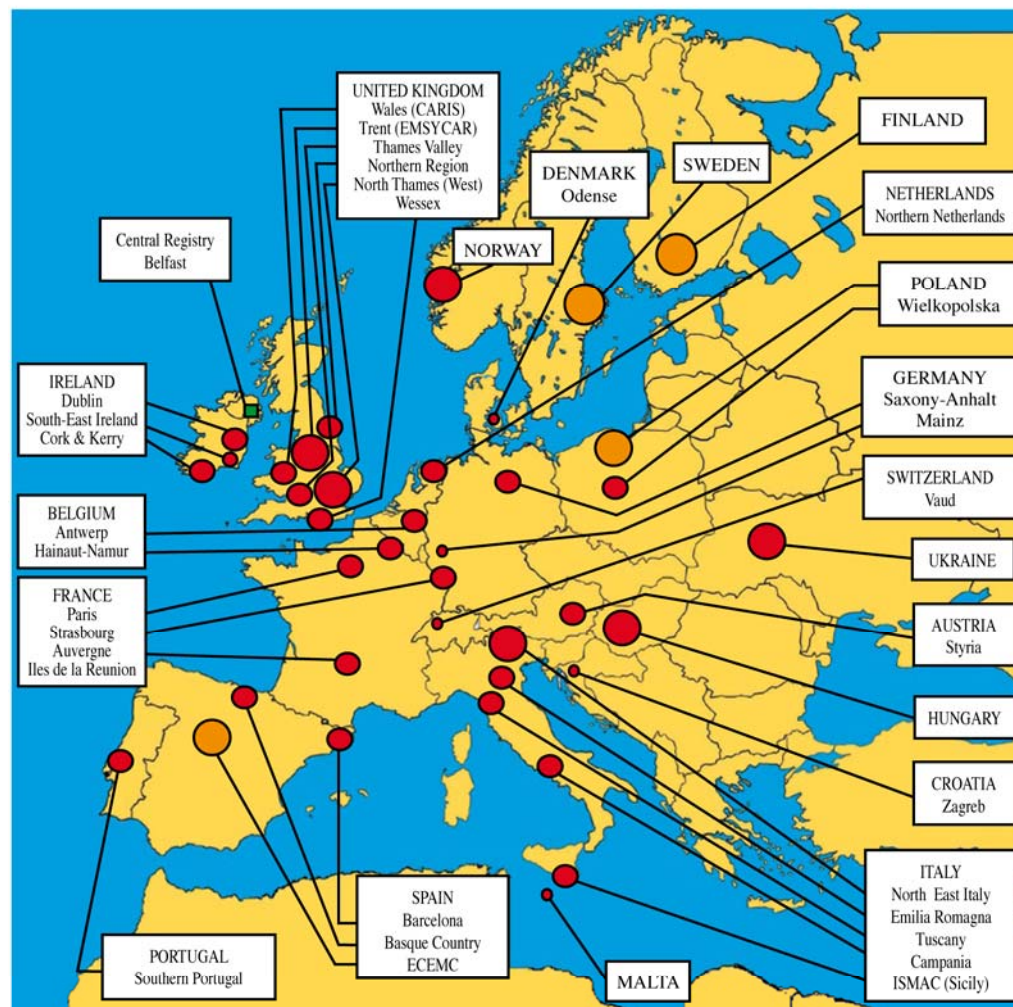 UNITED KINGDOM
Wales (CARIS)
Trent (EMSYCAR)
Thames Valley
Northern Region
North Thames (West)
Wessex
FINLAND
DENMARK
Odense
SWEDEN
NETHERLANDS
Northern Netherlands
Central Registry
Belfast
NORWAY
POLAND
Wielkopolska
IRELAND
Dublin
South-East Ireland
Cork & Kerry
GERMANY
Saxony-Anhalt
Mainz
SWITZERLAND
Vaud
BELGIUM
Antwerp
Hainaut-Namur
UKRAINE
FRANCE
Paris
Strasbourg
Auvergne
Iles de la Reunion
AUSTRIA
Styria
HUNGARY
CROATIA
Zagreb
ITALY
North East Italy
Emilia Romagna
Tuscany
Campania
ISMAC (Sicily)
SPAIN
Barcelona
Basque Country
ECEMC
PORTUGAL
Southern Portugal
MALTA